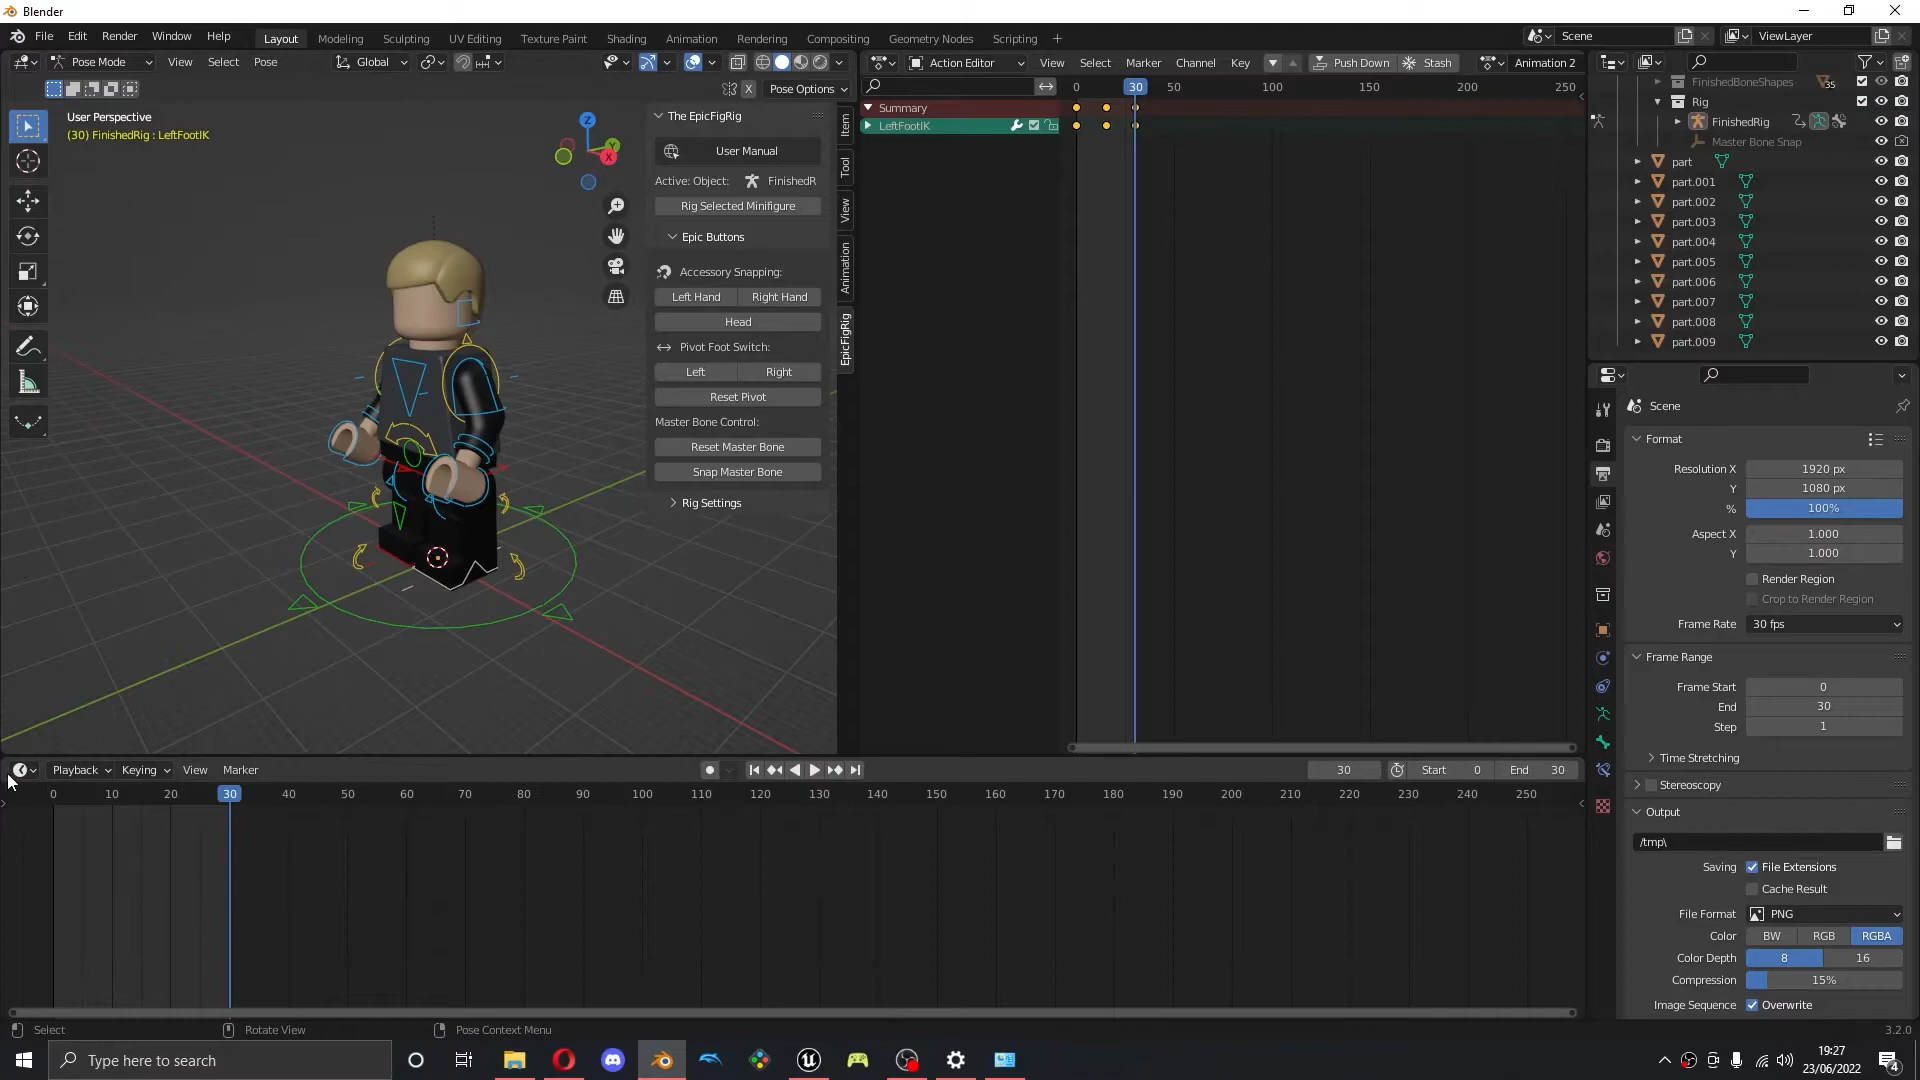 Blender
File Edit Render Window Help Layout Modeling Sculpting UV Editing Texture Paint Shading Animation Rendering Compositing Geometry Nodes Scripting + Scene ViewLayer
Pose Mode View Select Pose Global
X Pose Options
User Perspective
(30) FinishedRig : LeftFootIK
Z
Y
X
The EpicFigRig
User Manual
Active: Object: FinishedR
Rig Selected Minifigure
Epic Buttons
Accessory Snapping:
Left Hand Right Hand
Head
Pivot Foot Switch:
Left Right
Reset Pivot
Master Bone Control:
Reset Master Bone
Snap Master Bone
Rig Settings
Item
Tool
View
Animation
EpicFigRig
Action Editor View Select Marker Channel Key Push Down Stash Animation 2
0 30 50 100 150 200 250
Summary
LeftFootIK
FinishedBoneShapes 35
Rig
FinishedRig
Master Bone Snap
part
part.001
part.002
part.003
part.004
part.005
part.006
part.007
part.008
part.009
Scene
Format
Resolution X 1920 px
Y 1080 px
% 100%
Aspect X 1.000
Y 1.000
Render Region
Crop to Render Region
Frame Rate 30 fps
Frame Range
Frame Start 0
End 30
Step 1
Time Stretching
Stereoscopy
Output
/tmp\
Saving File Extensions
Cache Result
File Format PNG
Color BW RGB RGBA
Color Depth 8 16
Compression 15%
Image Sequence Overwrite
Playback Keying View Marker 30 Start 0 End 30
0 10 20 30 40 50 60 70 80 90 100 110 120 130 140 150 160 170 180 190 200 210 220 230 240 250
Select Rotate View Pose Context Menu 3.2.0
Type here to search
19:27
23/06/2022
4